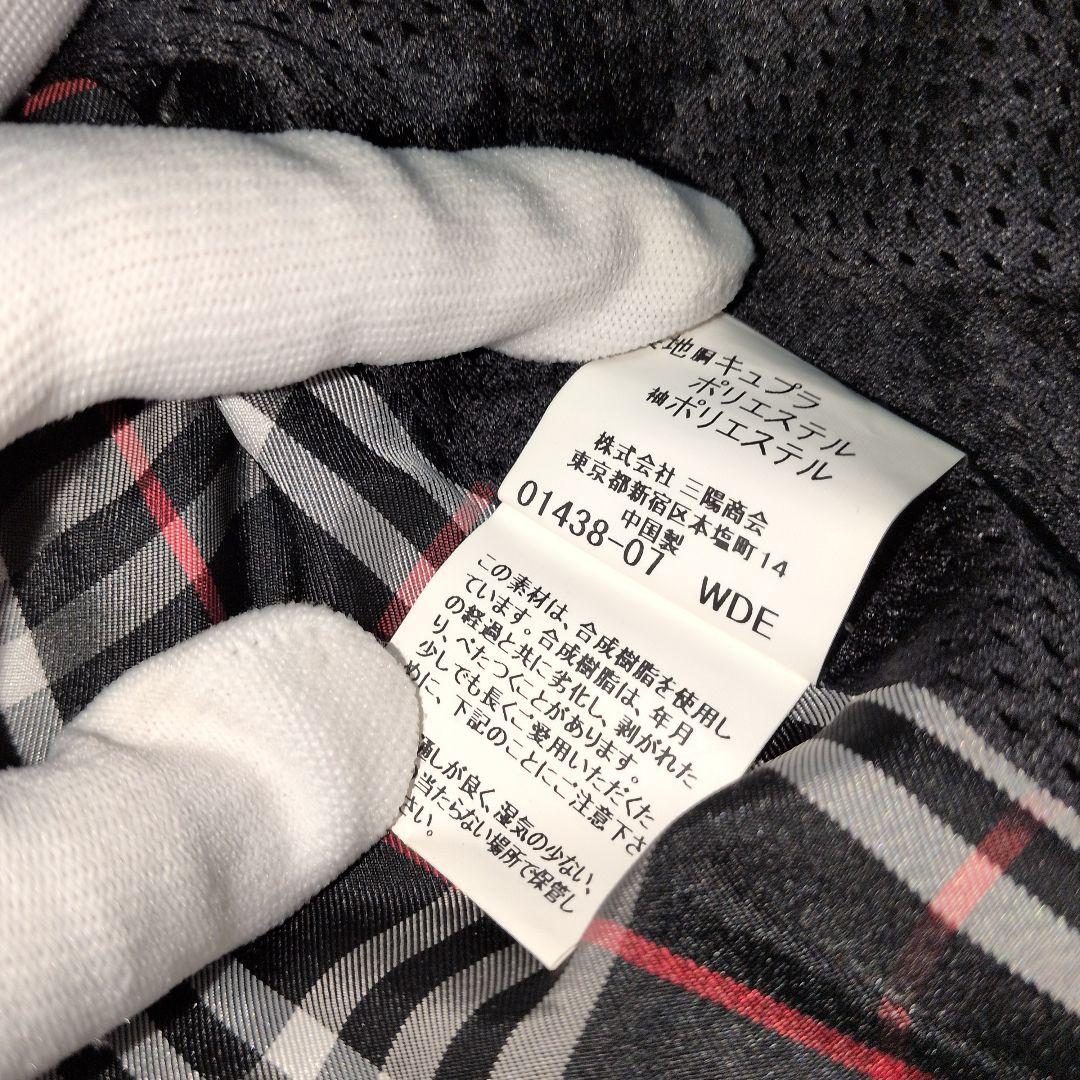 地 胴 キュプラ
ポリエステル
袖 ポリエステル
株式会社 三陽商会
東京都新宿区本塩町14
中国製
01438-07 WDE
この素材は、合成樹脂を使用し
ています。合成樹脂は、年月
の経過と共に劣化し、剥がれた
り、べたつくことがあります。
少しでも長くご愛用いただくた
めに、下記のことにご注意下さ
通しが良く、湿気の少ない、
当たらない場所で保管し
さい。